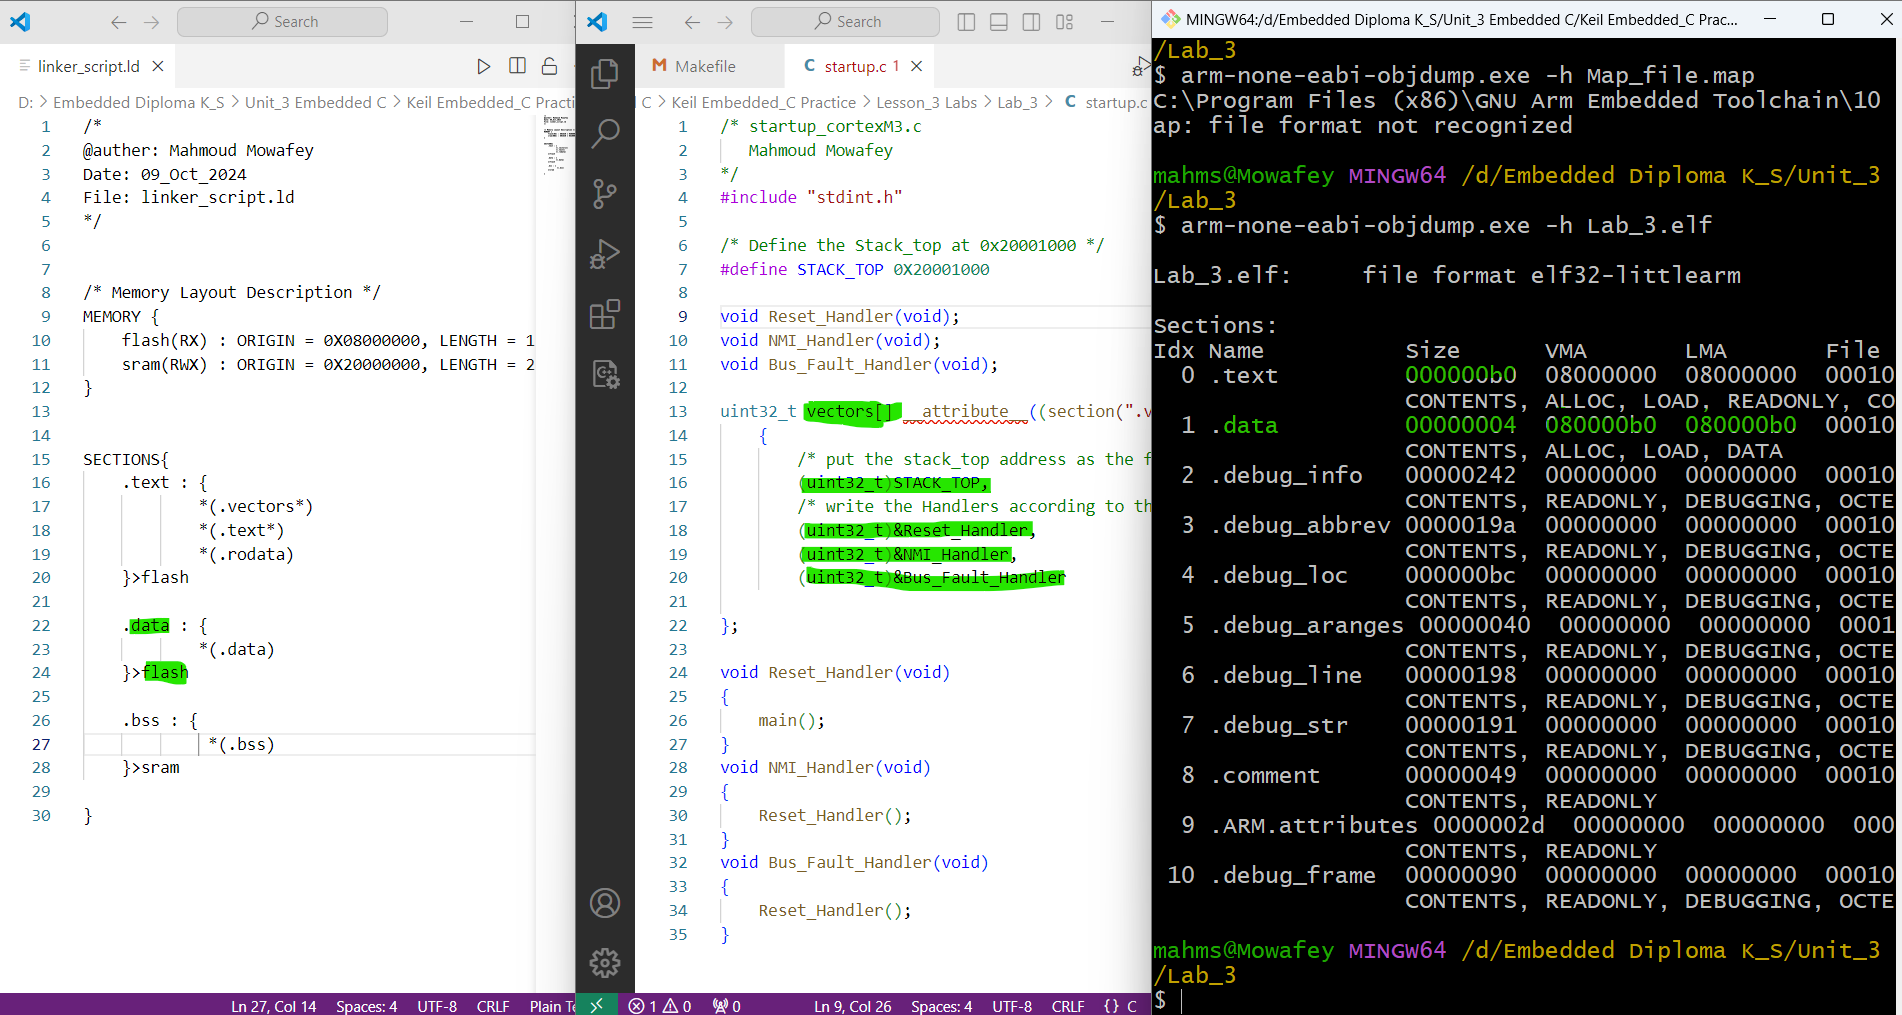 Search
linker_script.ld
D: > Embedded Diploma K_S > Unit_3 Embedded C > Keil Embedded_C Practi
1 /*
2 @auther: Mahmoud Mowafey
3 Date: 09_Oct_2024
4 File: linker_script.ld
5 */
6
7
8 /* Memory Layout Description */
9 MEMORY {
10 flash(RX) : ORIGIN = 0X08000000, LENGTH = 1
11 sram(RWX) : ORIGIN = 0X20000000, LENGTH = 2
12 }
13
14
15 SECTIONS{
16 .text : {
17 *(.vectors*)
18 *(.text*)
19 *(.rodata)
20 }>flash
21
22 .data : {
23 *(.data)
24 }>flash
25
26 .bss : {
27 *(.bss)
28 }>sram
29
30 }
Ln 27, Col 14 Spaces: 4 UTF-8 CRLF Plain Te
Search
Makefile
C startup.c 1
d C > Keil Embedded_C Practice > Lesson_3 Labs > Lab_3 > C startup.c
1 /* startup_cortexM3.c
2 Mahmoud Mowafey
3 */
4 #include "stdint.h"
5
6 /* Define the Stack_top at 0x20001000 */
7 #define STACK_TOP 0X20001000
8
9 void Reset_Handler(void);
10 void NMI_Handler(void);
11 void Bus_Fault_Handler(void);
12
13 uint32_t vectors[] __attribute__((section(".v
14 {
15 /* put the stack_top address as the f
16 (uint32_t)STACK_TOP,
17 /* write the Handlers according to th
18 (uint32_t)&Reset_Handler,
19 (uint32_t)&NMI_Handler,
20 (uint32_t)&Bus_Fault_Handler
21
22 };
23
24 void Reset_Handler(void)
25 {
26 main();
27 }
28 void NMI_Handler(void)
29 {
30 Reset_Handler();
31 }
32 void Bus_Fault_Handler(void)
33 {
34 Reset_Handler();
35 }
1 0 0 Ln 9, Col 26 Spaces: 4 UTF-8 CRLF {} C
MINGW64:/d/Embedded Diploma K_S/Unit_3 Embedded C/Keil Embedded_C Prac...
/Lab_3
$ arm-none-eabi-objdump.exe -h Map_file.map
C:\Program Files (x86)\GNU Arm Embedded Toolchain\10
ap: file format not recognized
mahms@Mowafey MINGW64 /d/Embedded Diploma K_S/Unit_3
/Lab_3
$ arm-none-eabi-objdump.exe -h Lab_3.elf
Lab_3.elf: file format elf32-littlearm
Sections:
Idx Name Size VMA LMA File
0 .text 000000b0 08000000 08000000 00010
CONTENTS, ALLOC, LOAD, READONLY, CO
1 .data 00000004 080000b0 080000b0 00010
CONTENTS, ALLOC, LOAD, DATA
2 .debug_info 00000242 00000000 00000000 00010
CONTENTS, READONLY, DEBUGGING, OCTE
3 .debug_abbrev 0000019a 00000000 00000000 00010
CONTENTS, READONLY, DEBUGGING, OCTE
4 .debug_loc 000000bc 00000000 00000000 00010
CONTENTS, READONLY, DEBUGGING, OCTE
5 .debug_aranges 00000040 00000000 00000000 0001
CONTENTS, READONLY, DEBUGGING, OCTE
6 .debug_line 00000198 00000000 00000000 00010
CONTENTS, READONLY, DEBUGGING, OCTE
7 .debug_str 00000191 00000000 00000000 00010
CONTENTS, READONLY, DEBUGGING, OCTE
8 .comment 00000049 00000000 00000000 00010
CONTENTS, READONLY
9 .ARM.attributes 0000002d 00000000 00000000 000
CONTENTS, READONLY
10 .debug_frame 00000090 00000000 00000000 00010
CONTENTS, READONLY, DEBUGGING, OCTE
mahms@Mowafey MINGW64 /d/Embedded Diploma K_S/Unit_3
/Lab_3
$